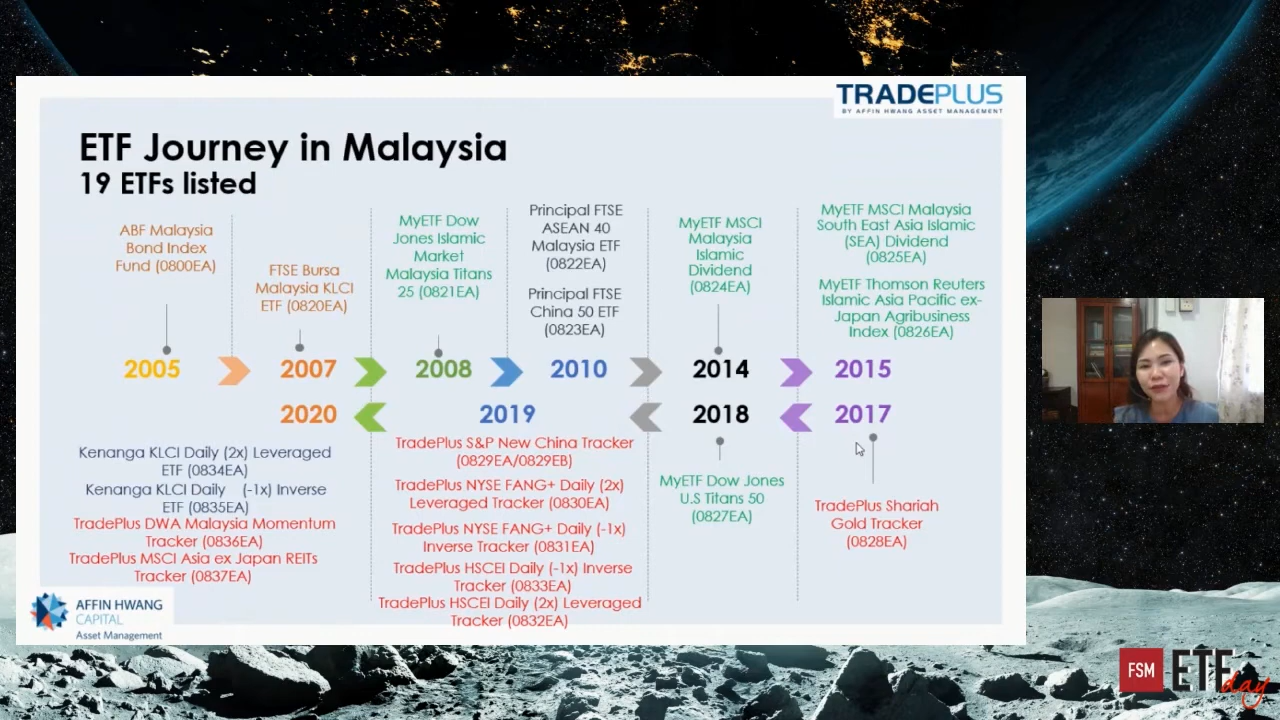 TRADEPLUS
BY AFFIN HWANG ASSET MANAGEMENT
ETF Journey in Malaysia
19 ETFs listed
ABF Malaysia
Bond Index
Fund (0800EA)
FTSE Bursa
Malaysia KLCI
ETF (0820EA)
MyETF Dow
Jones Islamic
Market
Malaysia Titans
25 (0821EA)
Principal FTSE
ASEAN 40
Malaysia ETF
(0822EA)
Principal FTSE
China 50 ETF
(0823EA)
MyETF MSCI
Malaysia
Islamic
Dividend
(0824EA)
MyETF MSCI Malaysia
South East Asia Islamic
(SEA) Dividend
(0825EA)
MyETF Thomson Reuters
Islamic Asia Pacific ex-
Japan Agribusiness
Index (0826EA)
2005
2007
2008
2010
2014
2015
2020
2019
2018
2017
Kenanga KLCI Daily (2x) Leveraged
ETF (0834EA)
Kenanga KLCI Daily (-1x) Inverse
ETF (0835EA)
TradePlus DWA Malaysia Momentum
Tracker (0836EA)
TradePlus MSCI Asia ex Japan REITs
Tracker (0837EA)
TradePlus S&P New China Tracker
(0829EA/0829EB)
TradePlus NYSE FANG+ Daily (2x)
Leveraged Tracker (0830EA)
TradePlus NYSE FANG+ Daily (-1x)
Inverse Tracker (0831EA)
TradePlus HSCEI Daily (-1x) Inverse
Tracker (0833EA)
TradePlus HSCEI Daily (2x) Leveraged
Tracker (0832EA)
MyETF Dow Jones
U.S Titans 50
(0827EA)
TradePlus Shariah
Gold Tracker
(0828EA)
AFFIN HWANG
CAPITAL
Asset Management
FSM ETF day